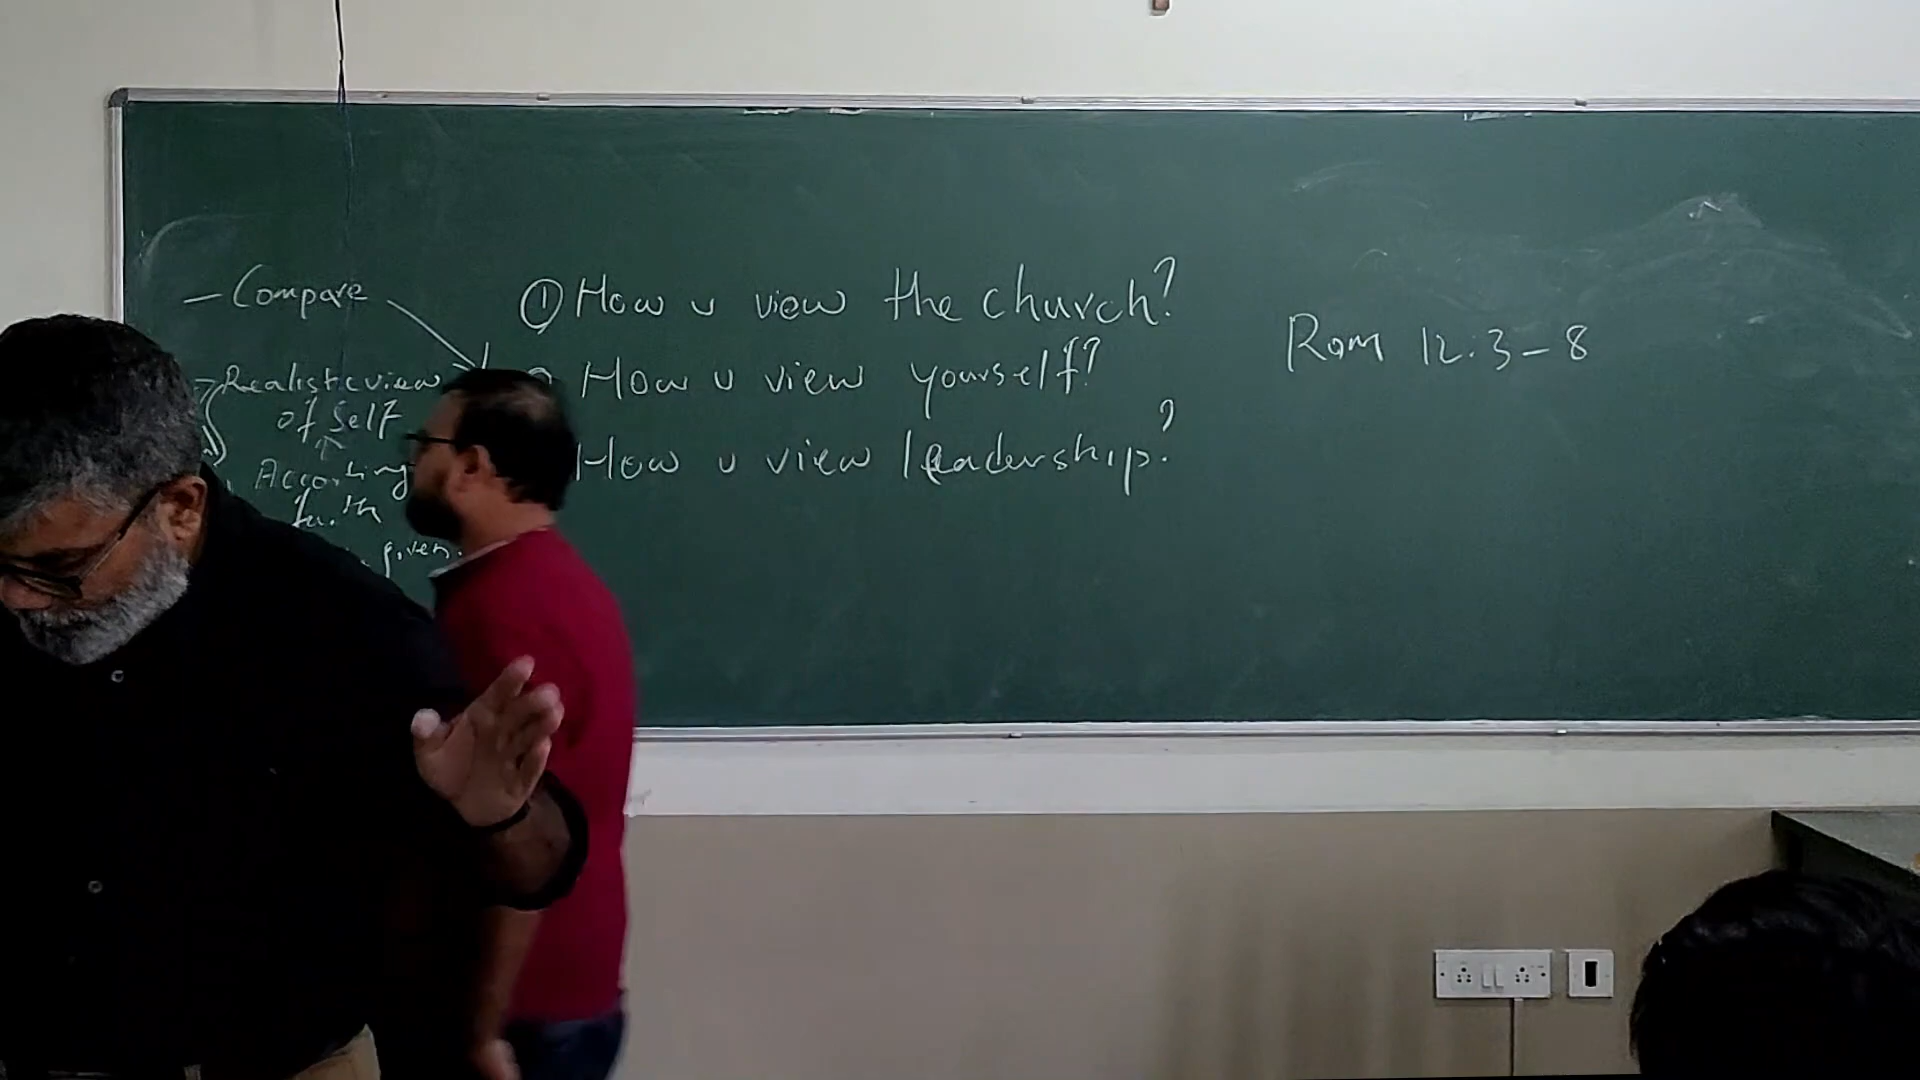 — Compare
Realistic view
of self
According
faith
given.
① How u view the church?
How u view yourself?
How u view leadership?
Rom 12:3-8